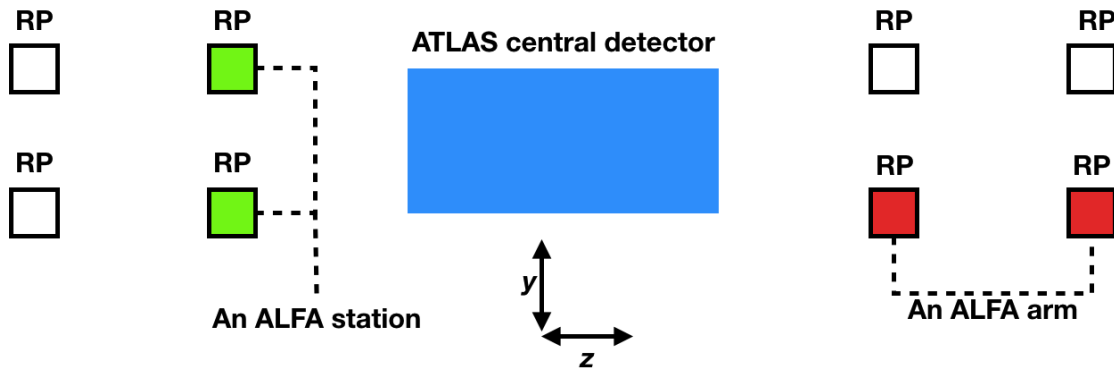 RP RP RP RP
ATLAS central detector
RP RP RP RP
y
An ALFA station
An ALFA arm
z